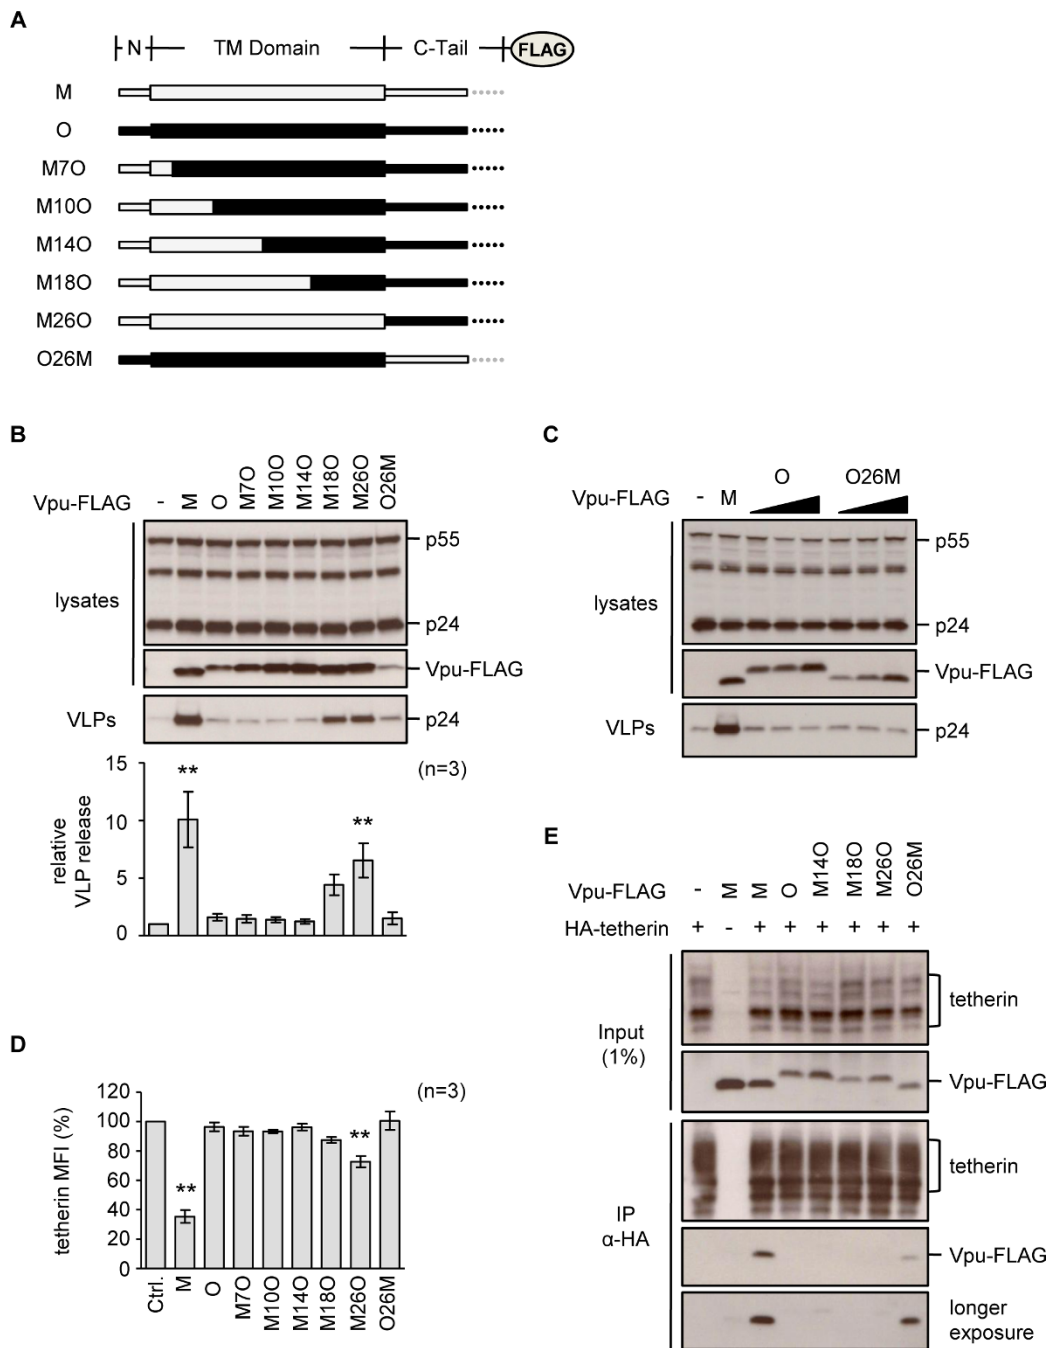 A
N TM Domain C-Tail FLAG
M
O
M7O
M10O
M14O
M18O
M26O
O26M
B
Vpu-FLAG - M O M7O M10O M14O M18O M26O O26M
lysates
p55
p24
Vpu-FLAG
VLPs
p24
(n=3)
relative
VLP release
15
10
5
0
**
**
C
Vpu-FLAG - M O O26M
lysates
p55
p24
Vpu-FLAG
VLPs
p24
D
(n=3)
tetherin MFI (%)
120
100
80
60
40
20
0
**
**
Ctrl. M O M7O M10O M14O M18O M26O O26M
E
Vpu-FLAG - M M O M14O M18O M26O O26M
HA-tetherin + - + + + + + +
Input
(1%)
tetherin
Vpu-FLAG
IP
α-HA
tetherin
Vpu-FLAG
longer
exposure